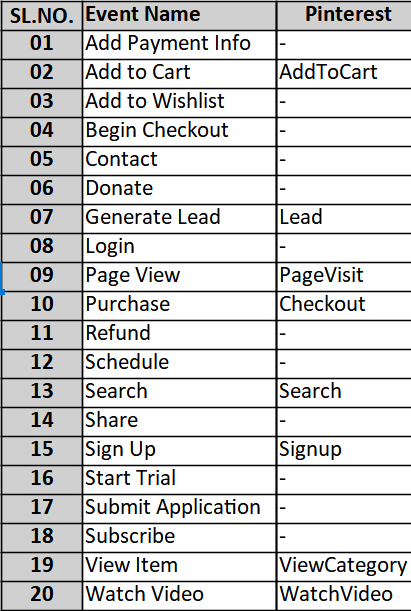 SL.NO. Event Name Pinterest
01 Add Payment Info -
02 Add to Cart AddToCart
03 Add to Wishlist -
04 Begin Checkout -
05 Contact -
06 Donate -
07 Generate Lead Lead
08 Login -
09 Page View PageVisit
10 Purchase Checkout
11 Refund -
12 Schedule -
13 Search Search
14 Share -
15 Sign Up Signup
16 Start Trial -
17 Submit Application -
18 Subscribe -
19 View Item ViewCategory
20 Watch Video WatchVideo